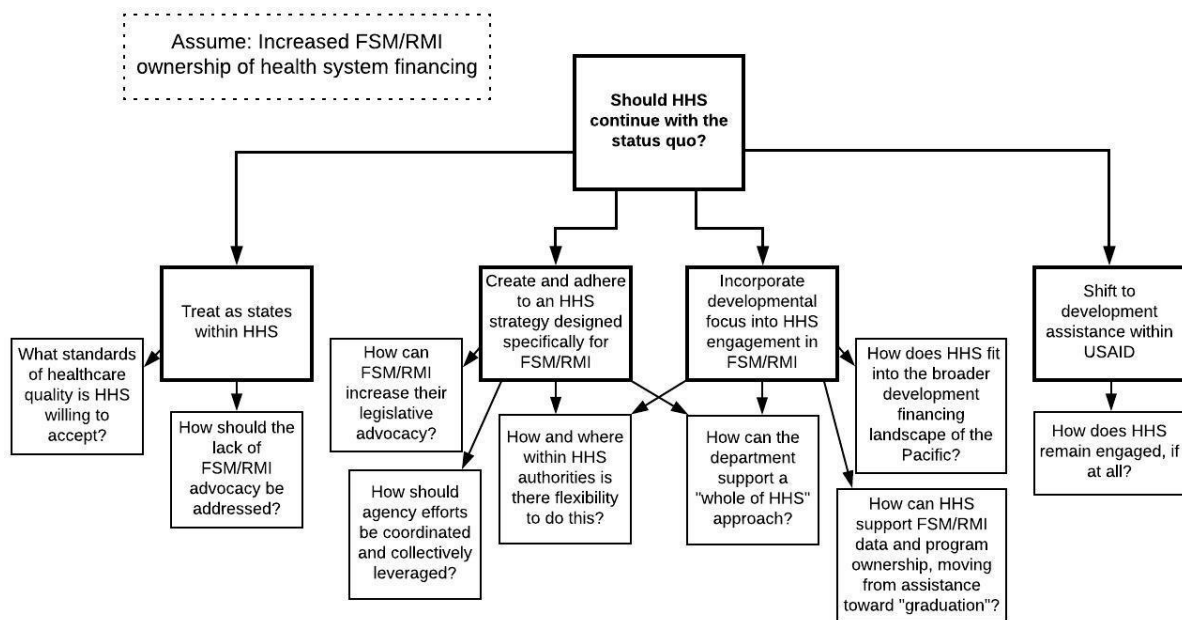 Assume: Increased FSM/RMI
ownership of health system financing
Should HHS
continue with the
status quo?
Treat as states
within HHS
Create and adhere
to an HHS
strategy designed
specifically for
FSM/RMI
Incorporate
developmental
focus into HHS
engagement in
FSM/RMI
Shift to
development
assistance within
USAID
What standards
of healthcare
quality is HHS
willing to
accept?
How should the
lack of
FSM/RMI
advocacy be
addressed?
How can
FSM/RMI
increase their
legislative
advocacy?
How should
agency efforts
be coordinated
and collectively
leveraged?
How and where
within HHS
authorities is
there flexibility
to do this?
How can the
department
support a
"whole of HHS"
approach?
How does HHS fit
into the broader
development
financing
landscape of the
Pacific?
How can HHS
support FSM/RMI
data and program
ownership, moving
from assistance
toward "graduation"?
How does HHS
remain engaged, if
at all?